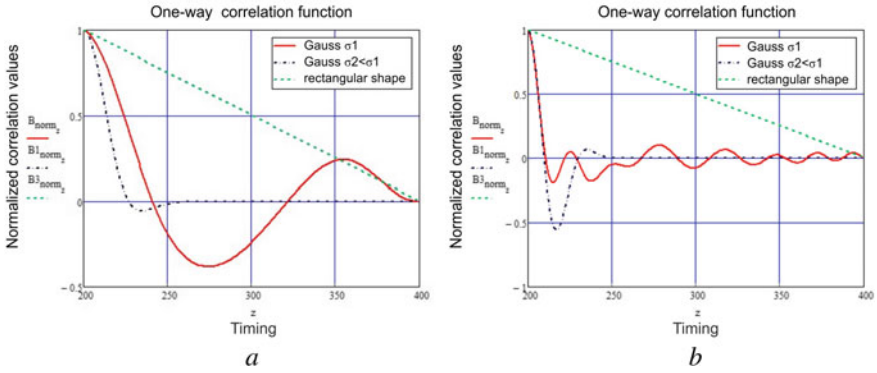 One-way correlation function
Normalized correlation values
B_norm_z
B1_norm_z
B3_norm_z
1
0.5
0
−0.5
Gauss σ1
Gauss σ2<σ1
rectangular shape
200
250
300
350
400
z
Timing
a
One-way correlation function
Normalized correlation values
B_norm_z
B1_norm_z
B3_norm_z
1
0.5
0
−0.5
−1
Gauss σ1
Gauss σ2<σ1
rectangular shape
200
250
300
350
400
z
Timing
b